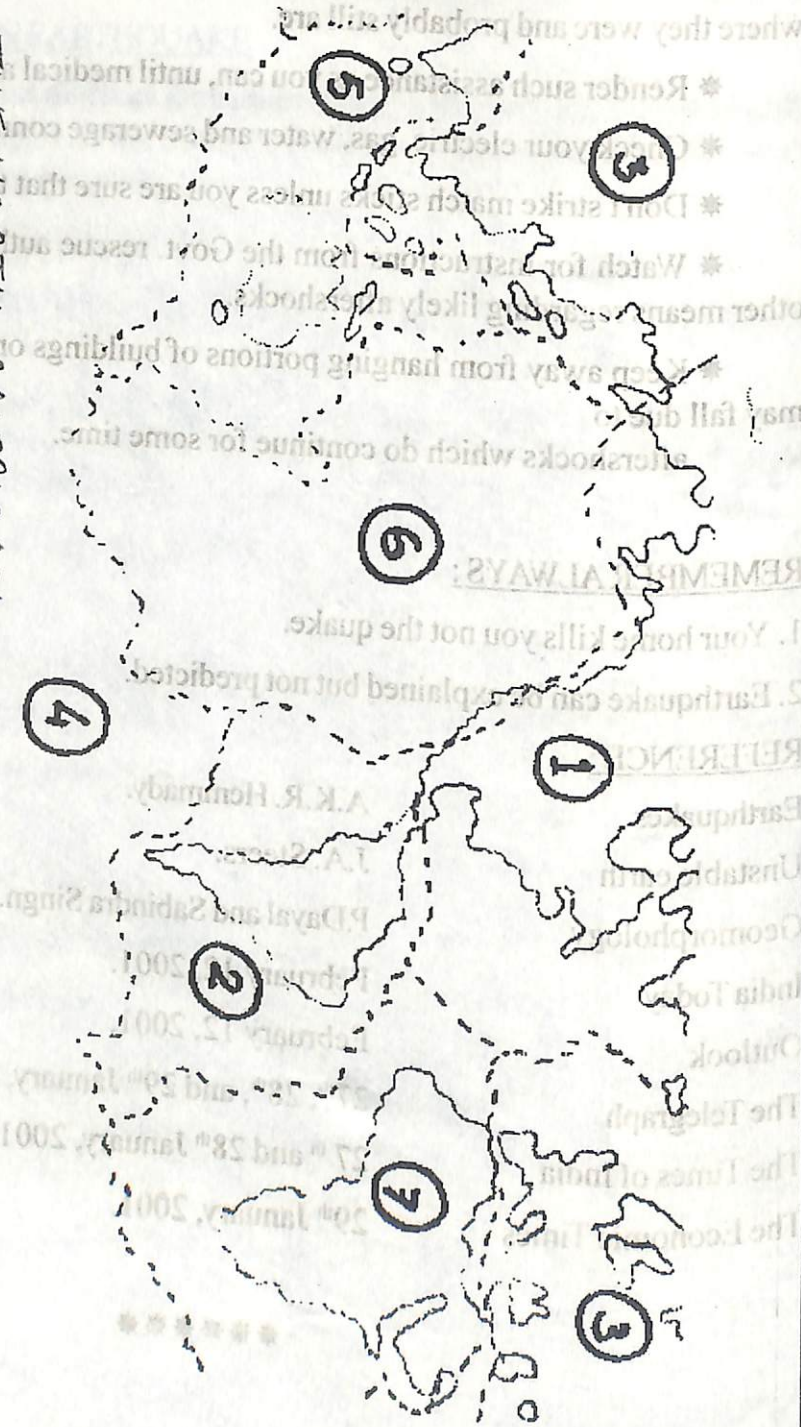 where they were and probably still are.
5
* Render such assistance as you can, until medical
3
* Check your electric, gas, water and sewerage
* Don't strike match sticks unless you are sure that
* Watch for instructions from the Govt. rescue
other means regarding likely aftershocks.
* Keep away from hanging portions of buildings or
may fall due to
aftershocks which do continue for some time.
6
REMEMBER ALWAYS:
1. Your home kills you not the quake.
2. Earthquake can be explained but not predicted.
4
1
REFERENCE
Earthquakes A.K.R. Hemmady.
Unstable earth J.A. Steers.
Geomorphology P.Dayal and Sabindra Singn.
2
India Today February 12, 2001.
Outlook February 12, 2001.
The Telegraph 27th, 28th, and 29th January,
The Times of India 27th and 28th January, 2001
7
The Economic Times 29th January, 2001.
3
* * * * * *